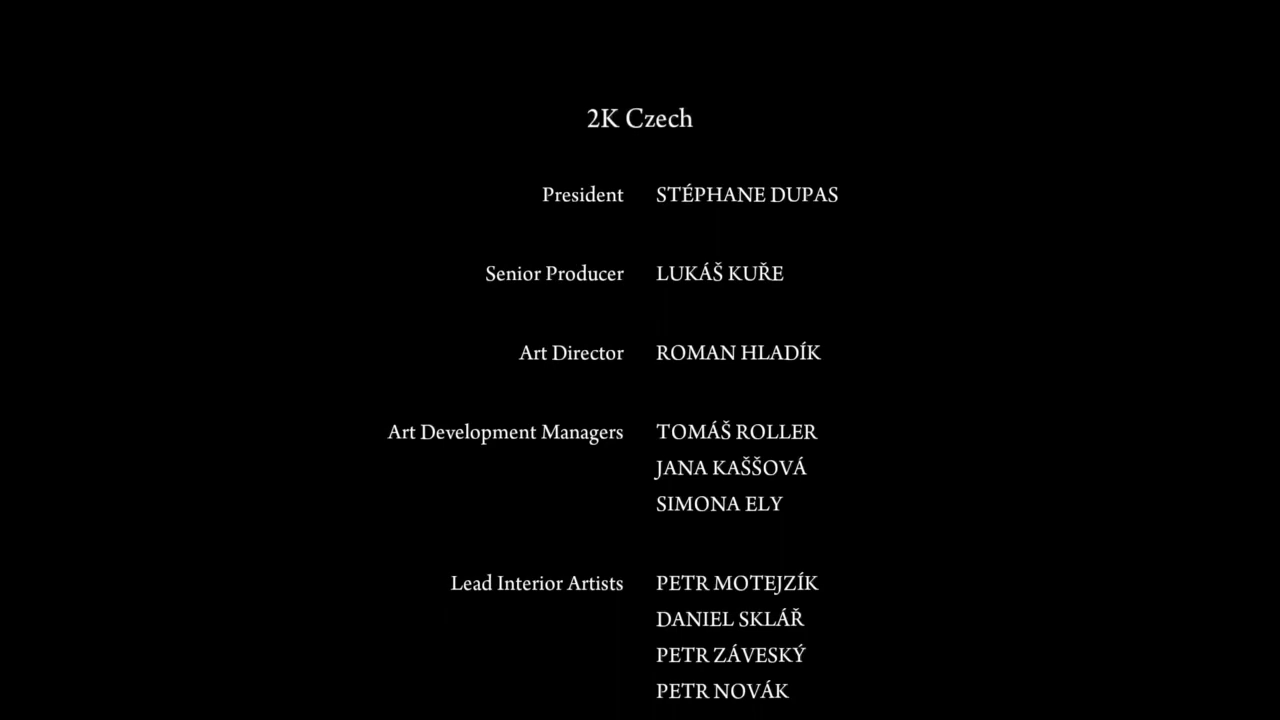 2K Czech
President STÉPHANE DUPAS
Senior Producer LUKÁŠ KUŘE
Art Director ROMAN HLADÍK
Art Development Managers TOMÁŠ ROLLER
JANA KAŠŠOVÁ
SIMONA ELY
Lead Interior Artists PETR MOTEJZÍK
DANIEL SKLÁŘ
PETR ZÁVESKÝ
PETR NOVÁK